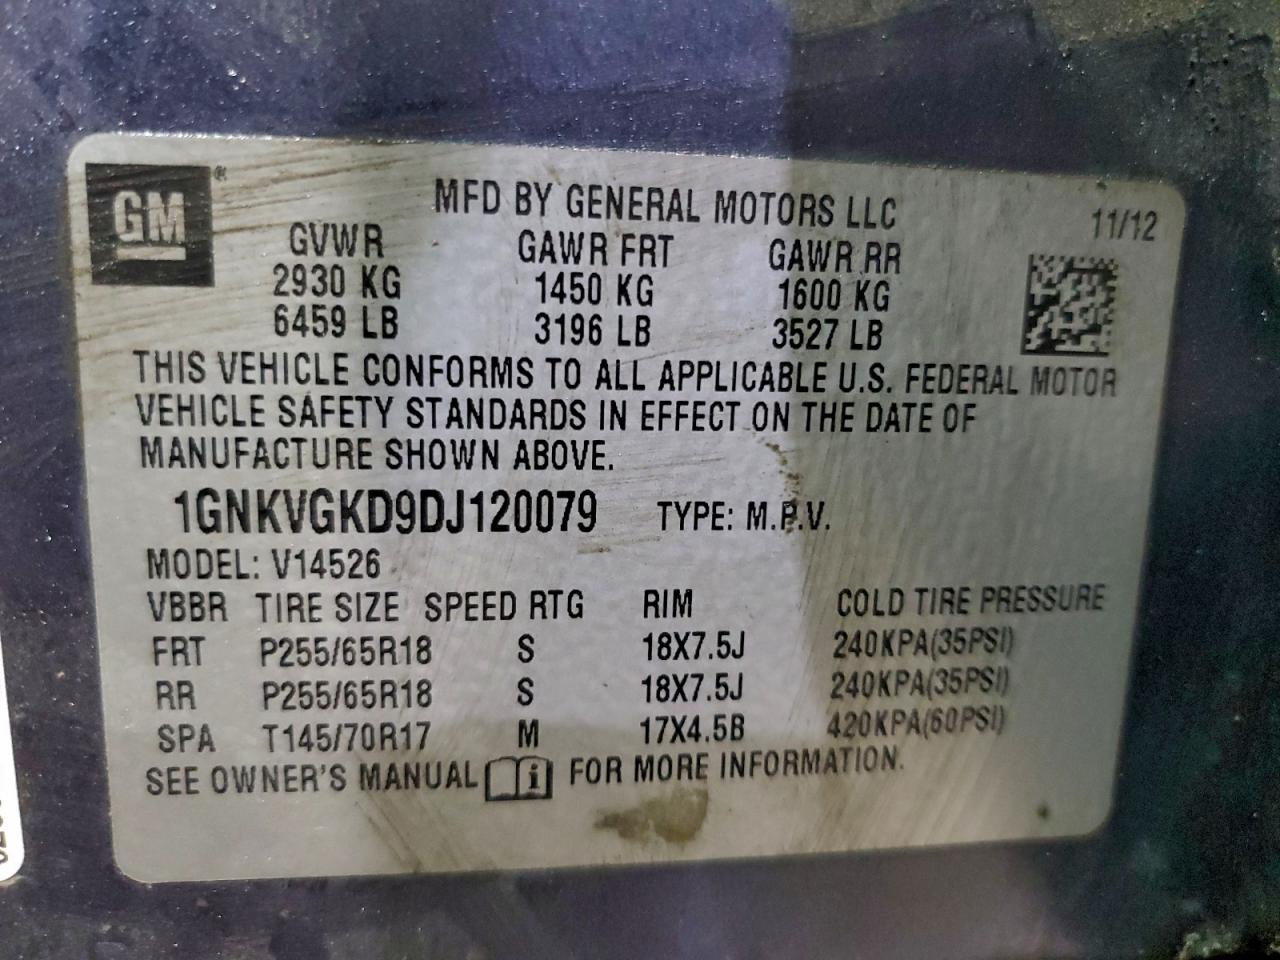 GM®
MFD BY GENERAL MOTORS LLC 11/12
GVWR GAWR FRT GAWR RR
2930 KG 1450 KG 1600 KG
6459 LB 3196 LB 3527 LB
THIS VEHICLE CONFORMS TO ALL APPLICABLE U.S. FEDERAL MOTOR
VEHICLE SAFETY STANDARDS IN EFFECT ON THE DATE OF
MANUFACTURE SHOWN ABOVE.
1GNKVGKD9DJ120079 TYPE: M.P.V.
MODEL: V14526
VBBR TIRE SIZE SPEED RTG RIM COLD TIRE PRESSURE
FRT P255/65R18 S 18X7.5J 240KPA(35PSI)
RR P255/65R18 S 18X7.5J 240KPA(35PSI)
SPA T145/70R17 M 17X4.5B 420KPA(60PSI)
SEE OWNER'S MANUAL i FOR MORE INFORMATION.